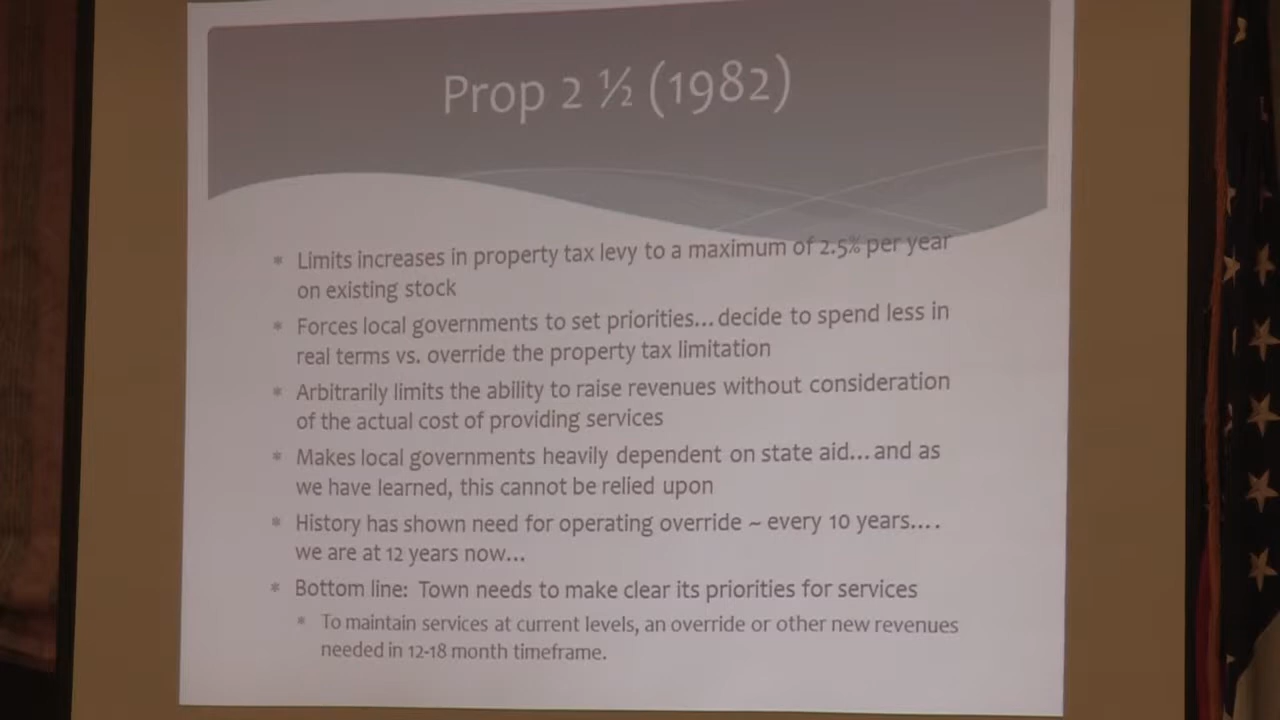 Prop 2 ½ (1982)
* Limits increases in property tax levy to a maximum of 2.5% per year
on existing stock
* Forces local governments to set priorities... decide to spend less in
real terms vs. override the property tax limitation
* Arbitrarily limits the ability to raise revenues without consideration
of the actual cost of providing services
* Makes local governments heavily dependent on state aid... and as
we have learned, this cannot be relied upon
* History has shown need for operating override ~ every 10 years....
we are at 12 years now...
* Bottom line: Town needs to make clear its priorities for services
* To maintain services at current levels, an override or other new revenues
needed in 12-18 month timeframe.